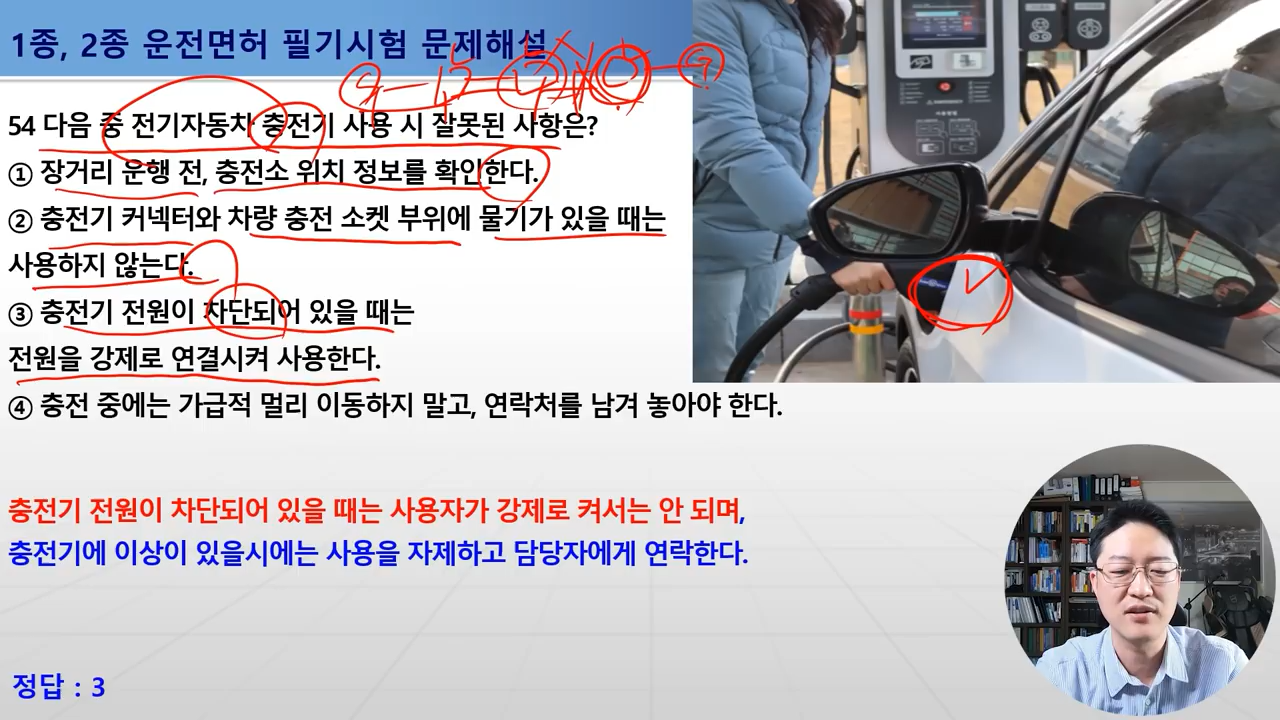 1종, 2종 운전면허 필기시험 문제해설
54 다음 중 전기자동차 충전기 사용 시 잘못된 사항은?
① 장거리 운행 전, 충전소 위치 정보를 확인한다.
② 충전기 커넥터와 차량 충전 소켓 부위에 물기가 있을 때는
사용하지 않는다.
③ 충전기 전원이 차단되어 있을 때는
전원을 강제로 연결시켜 사용한다.
④ 충전 중에는 가급적 멀리 이동하지 말고, 연락처를 남겨 놓아야 한다.
충전기 전원이 차단되어 있을 때는 사용자가 강제로 켜서는 안 되며,
충전기에 이상이 있을시에는 사용을 자제하고 담당자에게 연락한다.
정답 : 3